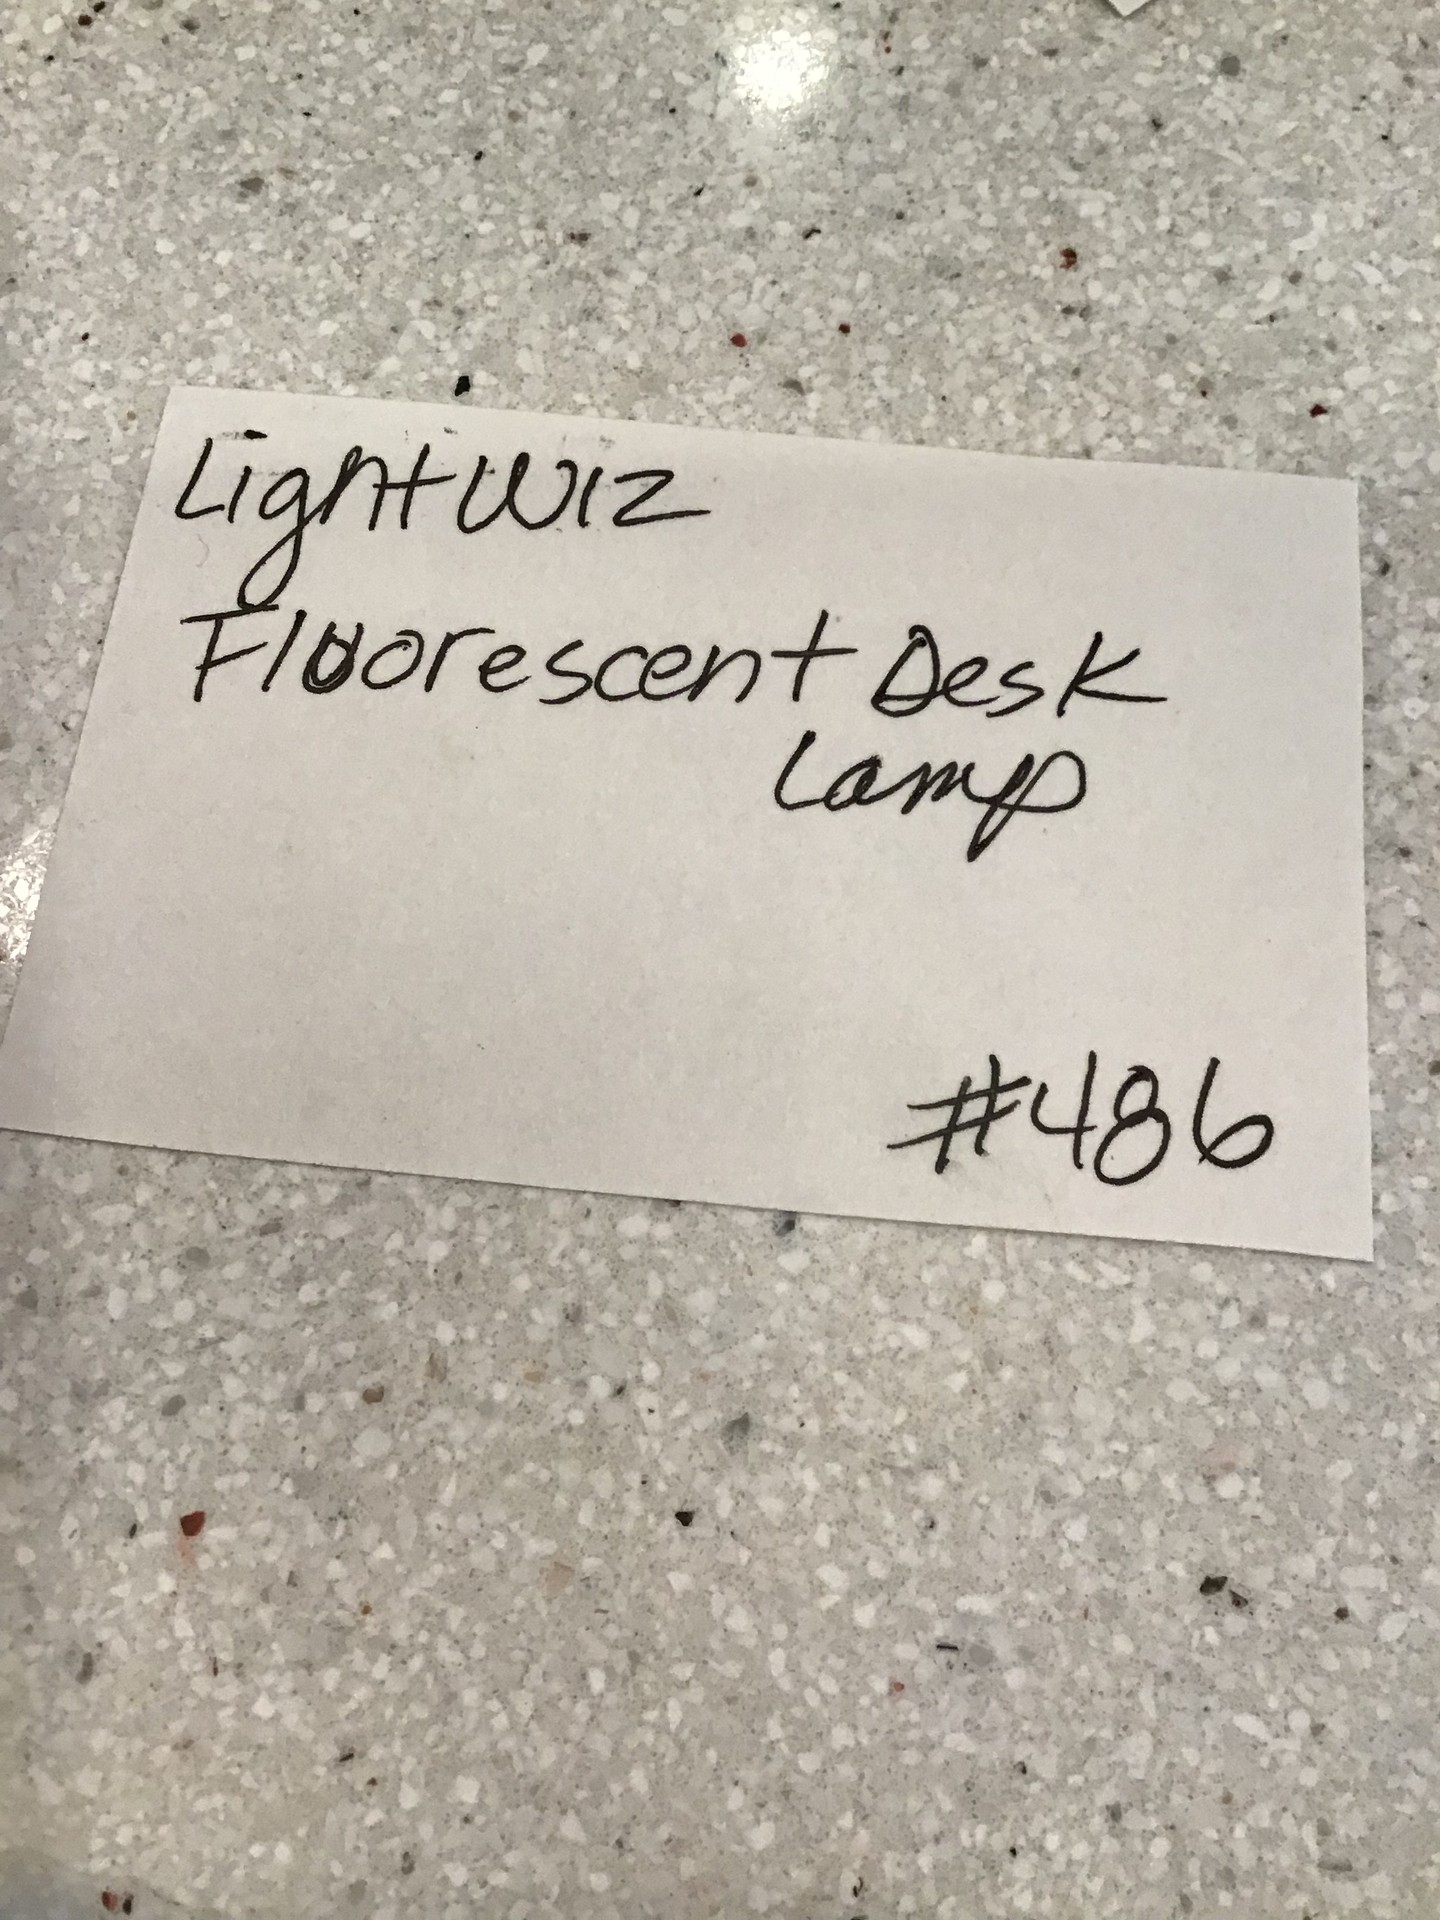 LightWiz
Fluorescent Desk
Lamp
#486